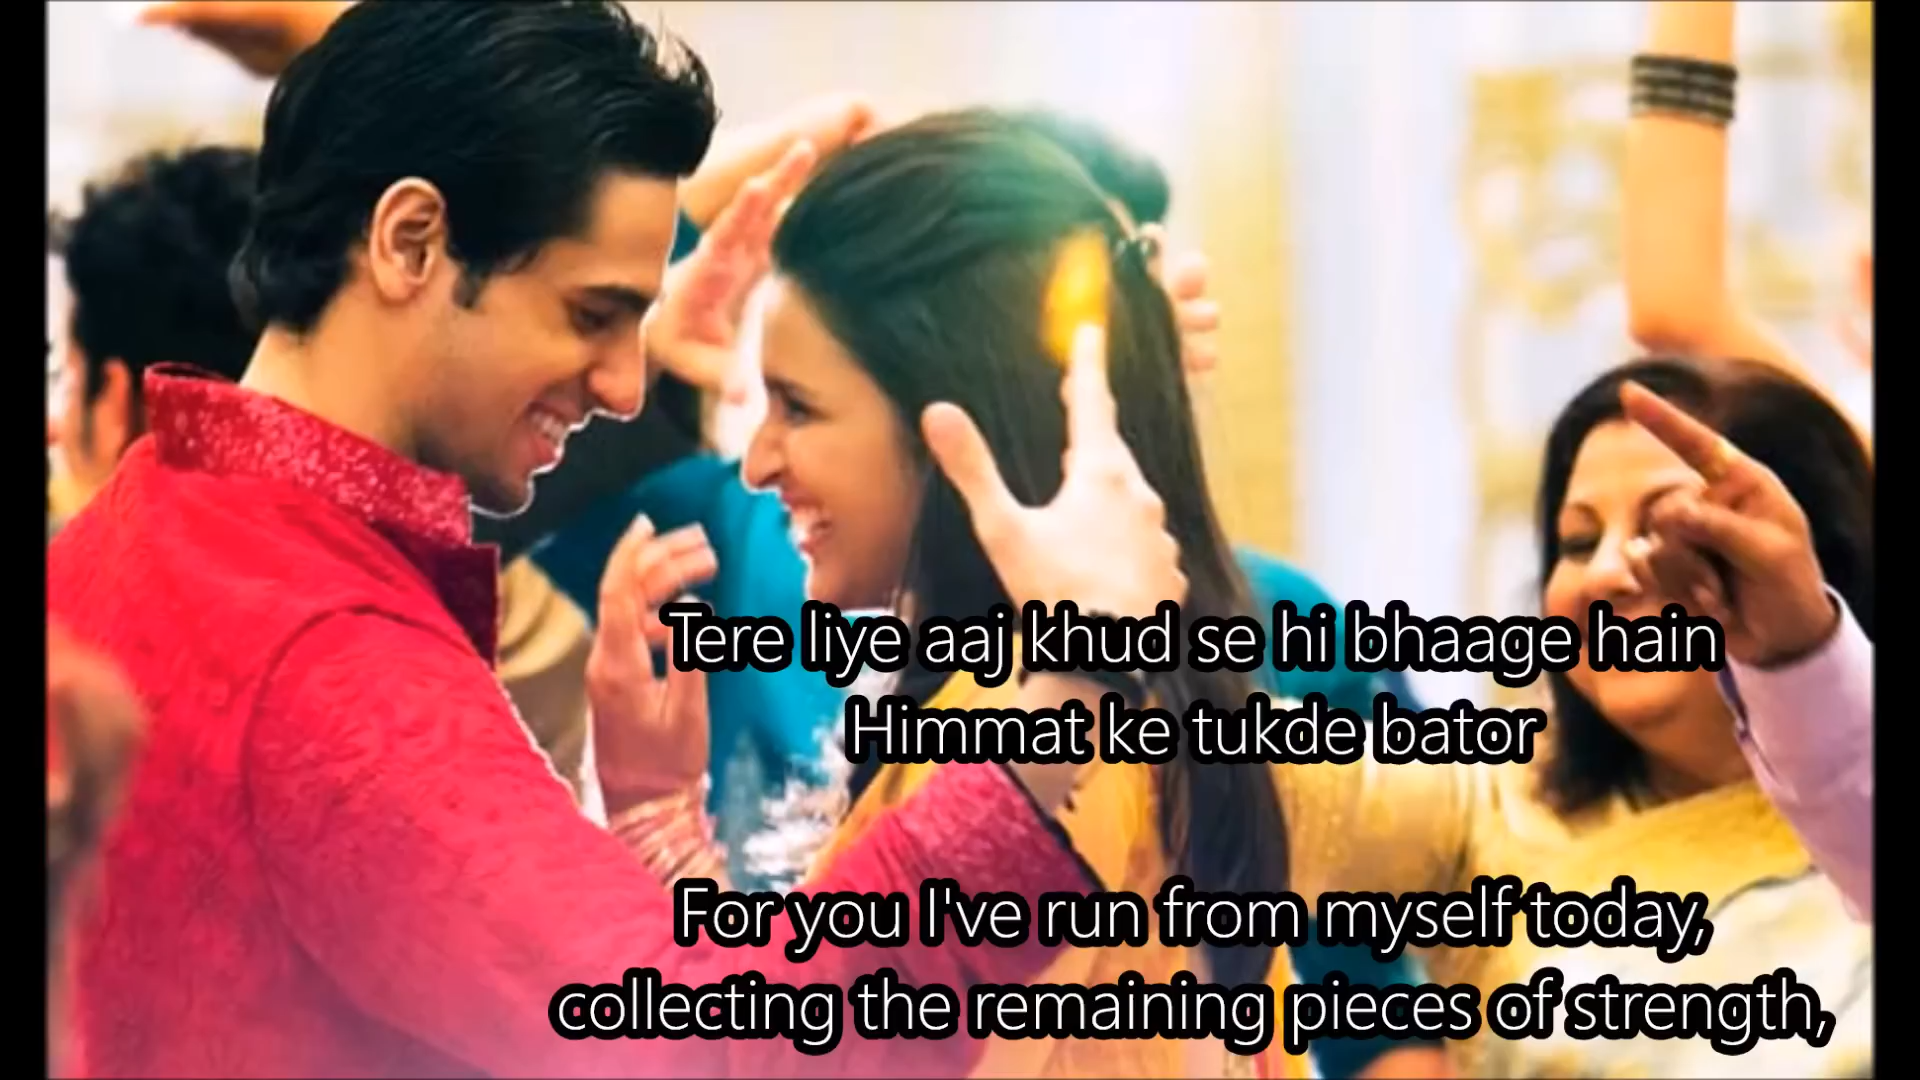 Tere liye aaj khud se hi bhaage hain
Himmat ke tukde bator
For you I've run from myself today,
collecting the remaining pieces of strength,